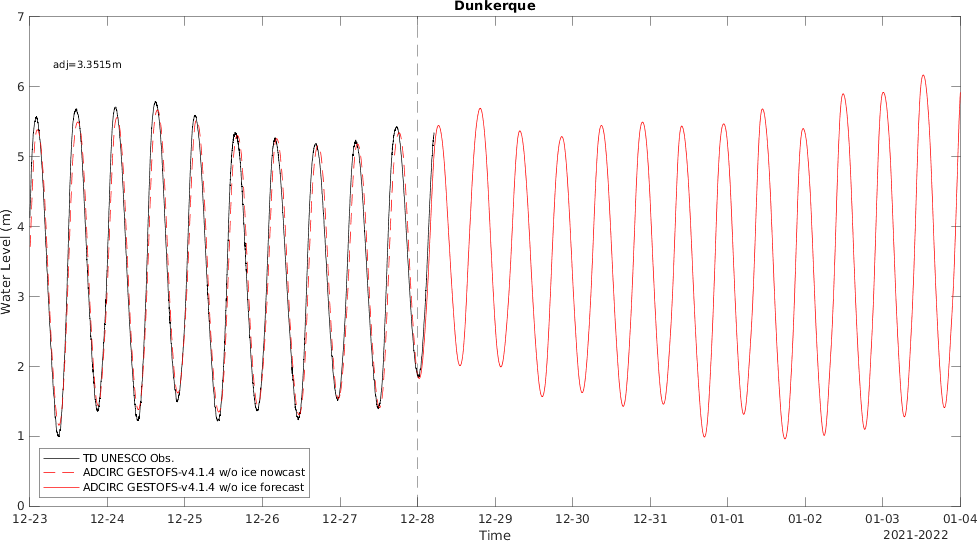 Dunkerque
adj=3.3515m
Water Level (m)
7
6
5
4
3
2
1
0
TD UNESCO Obs.
ADCIRC GESTOFS-v4.1.4 w/o ice nowcast
ADCIRC GESTOFS-v4.1.4 w/o ice forecast
12-23 12-24 12-25 12-26 12-27 12-28 12-29 12-30 12-31 01-01 01-02 01-03 01-04
Time
2021-2022